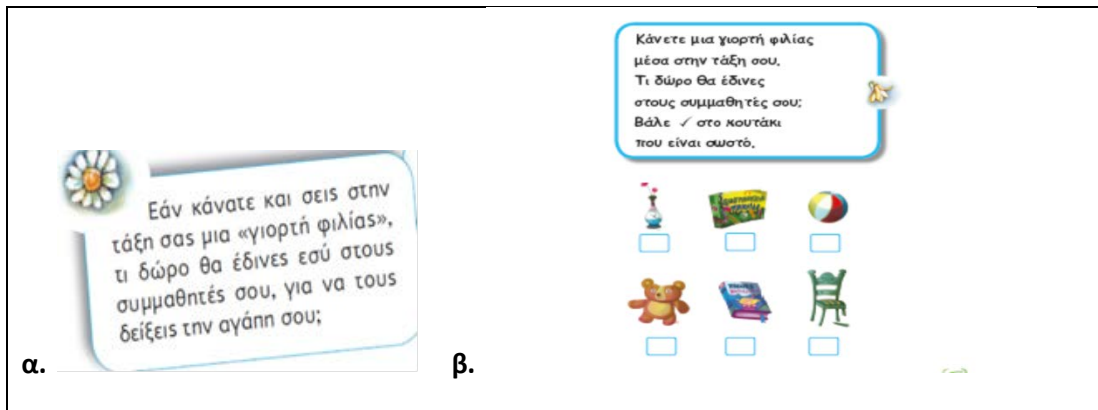 Εάν κάνατε και σεις στην
τάξη σας μια «γιορτή φιλίας»,
τι δώρο θα έδινες εσύ στους
συμμαθητές σου, για να τους
δείξεις την αγάπη σου;
α.
Κάνετε μια γιορτή φιλίας
μέσα στην τάξη σου.
Τι δώρο θα έδινες
στους συμμαθητές σου;
Βάλε ✓ στο κουτάκι
που είναι σωστό.
β.